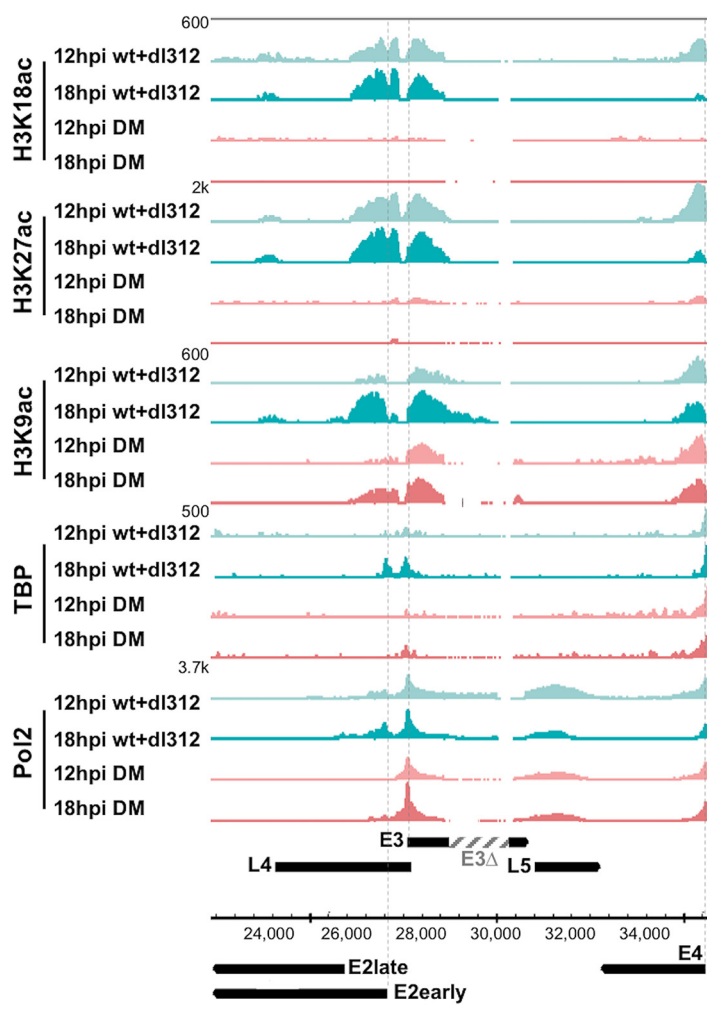 600
H3K18ac
12hpi wt+dl312
18hpi wt+dl312
12hpi DM
18hpi DM
2k
H3K27ac
12hpi wt+dl312
18hpi wt+dl312
12hpi DM
18hpi DM
600
H3K9ac
12hpi wt+dl312
18hpi wt+dl312
12hpi DM
18hpi DM
500
TBP
12hpi wt+dl312
18hpi wt+dl312
12hpi DM
18hpi DM
3.7k
Pol2
12hpi wt+dl312
18hpi wt+dl312
12hpi DM
18hpi DM
E3
E3Δ
L4
L5
24,000 26,000 28,000 30,000 32,000 34,000
E4
E2late
E2early